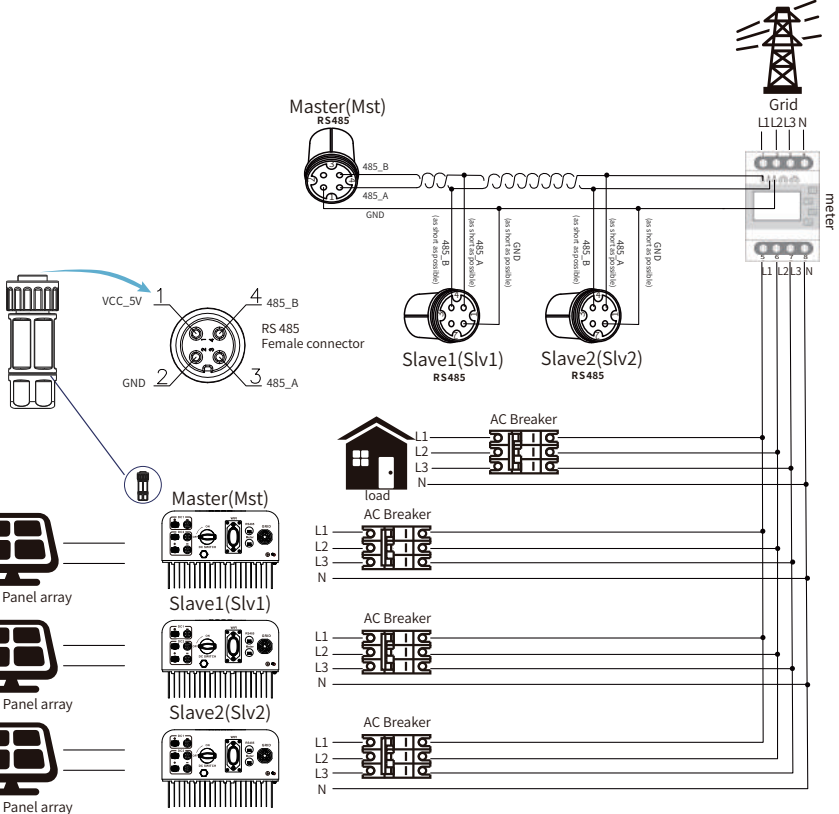 Grid
L1 L2 L3 N
Master(Mst)
RS485
485_B
485_A
GND
meter
5 6 7 8
L1 L2 L3 N
485_B
(as short as possible)
485_A
(as short as possible)
GND
(as short as possible)
485_B
(as short as possible)
485_A
(as short as possible)
GND
(as short as possible)
Slave1(Slv1)
RS485
Slave2(Slv2)
RS485
VCC_5V 1
4 485_B
RS 485
Female connector
GND 2
3 485_A
AC Breaker
L1
L2
L3
N
load
Master(Mst)
AC Breaker
L1
L2
L3
N
Panel array
Slave1(Slv1)
AC Breaker
L1
L2
L3
N
Panel array
Slave2(Slv2)
AC Breaker
L1
L2
L3
N
Panel array